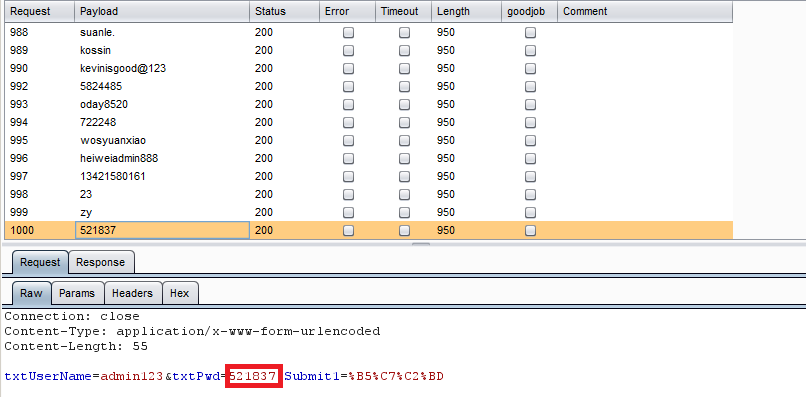 Request Payload Status Error Timeout Length goodjob Comment
988 suanle. 200 950
989 kossin 200 950
990 kevinisgood@123 200 950
992 5824485 200 950
993 oday8520 200 950
994 722248 200 950
995 wosyuanxiao 200 950
996 heiweiadmin888 200 950
997 13421580161 200 950
998 23 200 950
999 zy 200 950
1000 521837 200 950
Request Response
Raw Params Headers Hex
Connection: close
Content-Type: application/x-www-form-urlencoded
Content-Length: 55
txtUserName=admin123&txtPwd=521837 Submit1=%B5%C7%C2%BD